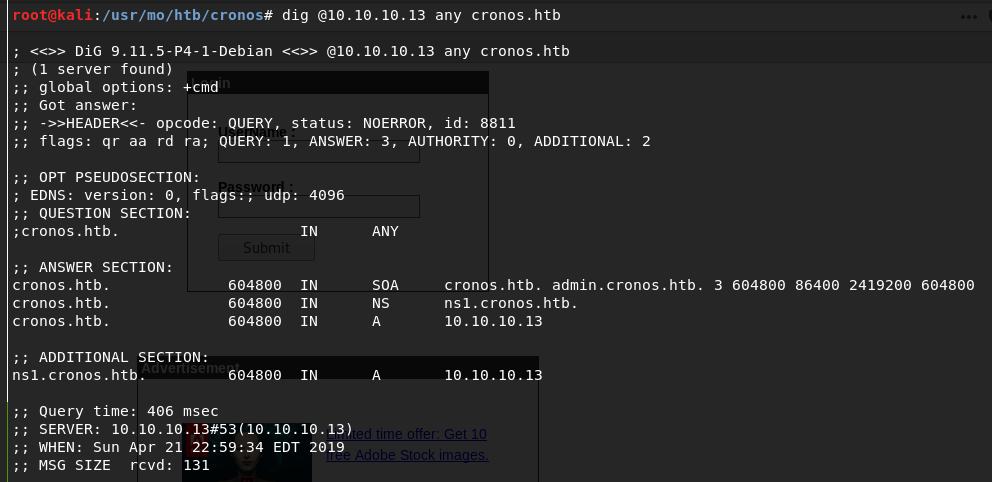 root@kali:/usr/mo/htb/cronos# dig @10.10.10.13 any cronos.htb
; <<>> DiG 9.11.5-P4-1-Debian <<>> @10.10.10.13 any cronos.htb
; (1 server found)
;; global options: +cmd
Login
;; Got answer:
;; ->>HEADER<<- opcode: QUERY, status: NOERROR, id: 8811
UserName :
;; flags: qr aa rd ra; QUERY: 1, ANSWER: 3, AUTHORITY: 0, ADDITIONAL: 2
;; OPT PSEUDOSECTION:
Password :
; EDNS: version: 0, flags:; udp: 4096
;; QUESTION SECTION:
;cronos.htb. IN ANY
Submit
;; ANSWER SECTION:
cronos.htb. 604800 IN SOA cronos.htb. admin.cronos.htb. 3 604800 86400 2419200 604800
cronos.htb. 604800 IN NS ns1.cronos.htb.
cronos.htb. 604800 IN A 10.10.10.13
;; ADDITIONAL SECTION:
Advertisement
ns1.cronos.htb. 604800 IN A 10.10.10.13
;; Query time: 406 msec
;; SERVER: 10.10.10.13#53(10.10.10.13)
Limited time offer: Get 10
;; WHEN: Sun Apr 21 22:59:34 EDT 2019
free Adobe Stock images.
;; MSG SIZE rcvd: 131